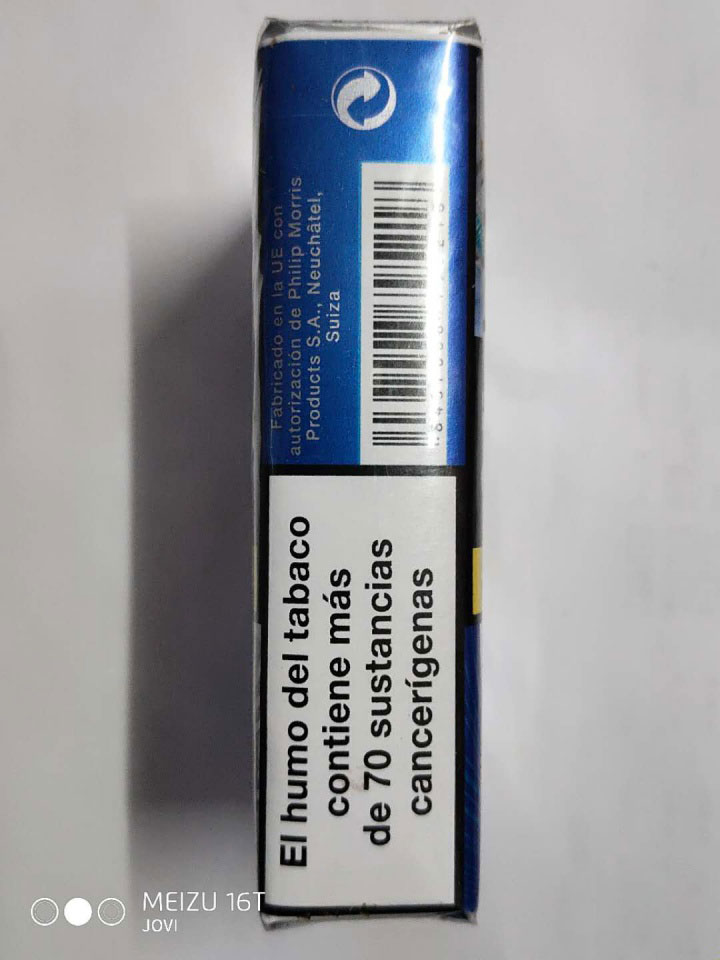 Fabricado en la UE con
autorización de Philip Morris
Products S.A., Neuchâtel,
Suiza
El humo del tabaco
contiene más
de 70 sustancias
cancerígenas
MEIZU 16T
JOVI